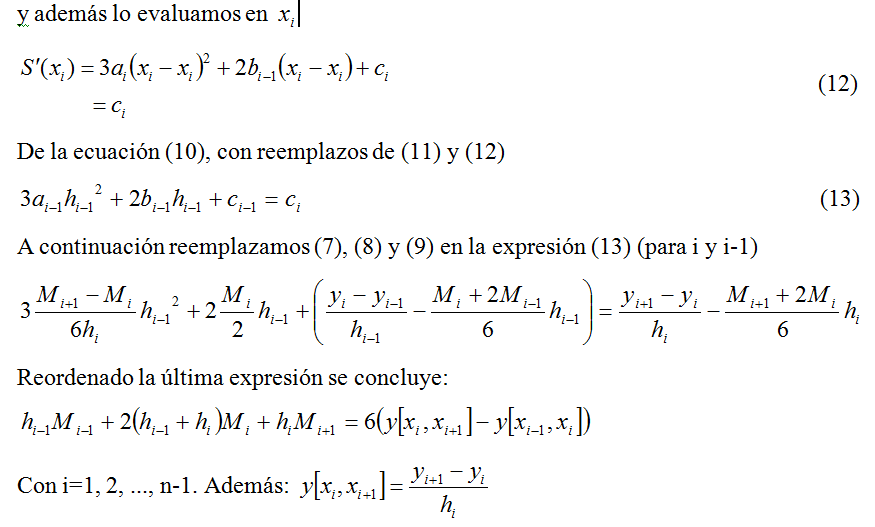 y además lo evaluamos en x_i
S'(x_i) = 3a_i(x_i − x_i)^2 + 2b_{i−1}(x_i − x_i) + c_i
= c_i (12)
De la ecuación (10), con reemplazos de (11) y (12)
3a_{i−1}h_{i−1}^2 + 2b_{i−1}h_{i−1} + c_{i−1} = c_i (13)
A continuación reemplazamos (7), (8) y (9) en la expresión (13) (para i y i-1)
3 \frac{M_{i+1} − M_i}{6h_i} h_{i−1}^2 + 2 \frac{M_i}{2} h_{i−1} + \left( \frac{y_i − y_{i−1}}{h_{i−1}} − \frac{M_i + 2M_{i−1}}{6} h_{i−1} \right) = \frac{y_{i+1} − y_i}{h_i} − \frac{M_{i+1} + 2M_i}{6} h_i
Reordenado la última expresión se concluye:
h_{i−1}M_{i−1} + 2(h_{i−1} + h_i)M_i + h_iM_{i+1} = 6(y[x_i, x_{i+1}] − y[x_{i−1}, x_i])
Con i=1, 2, ..., n-1. Además: y[x_i, x_{i+1}] = \frac{y_{i+1} − y_i}{h_i}